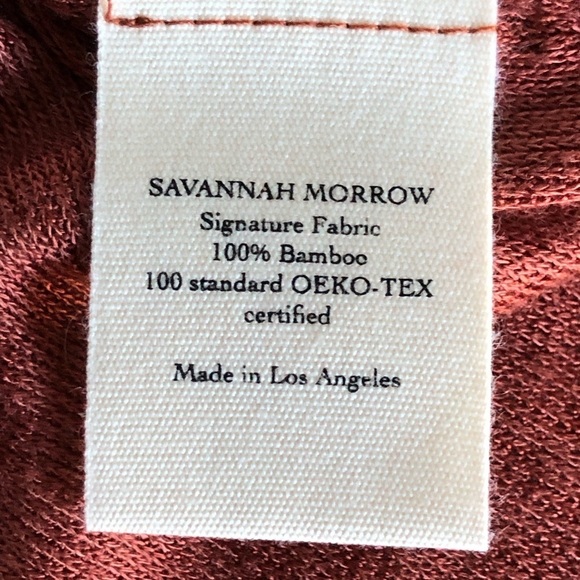 SAVANNAH MORROW
Signature Fabric
100% Bamboo
100 standard OEKO-TEX
certified
Made in Los Angeles